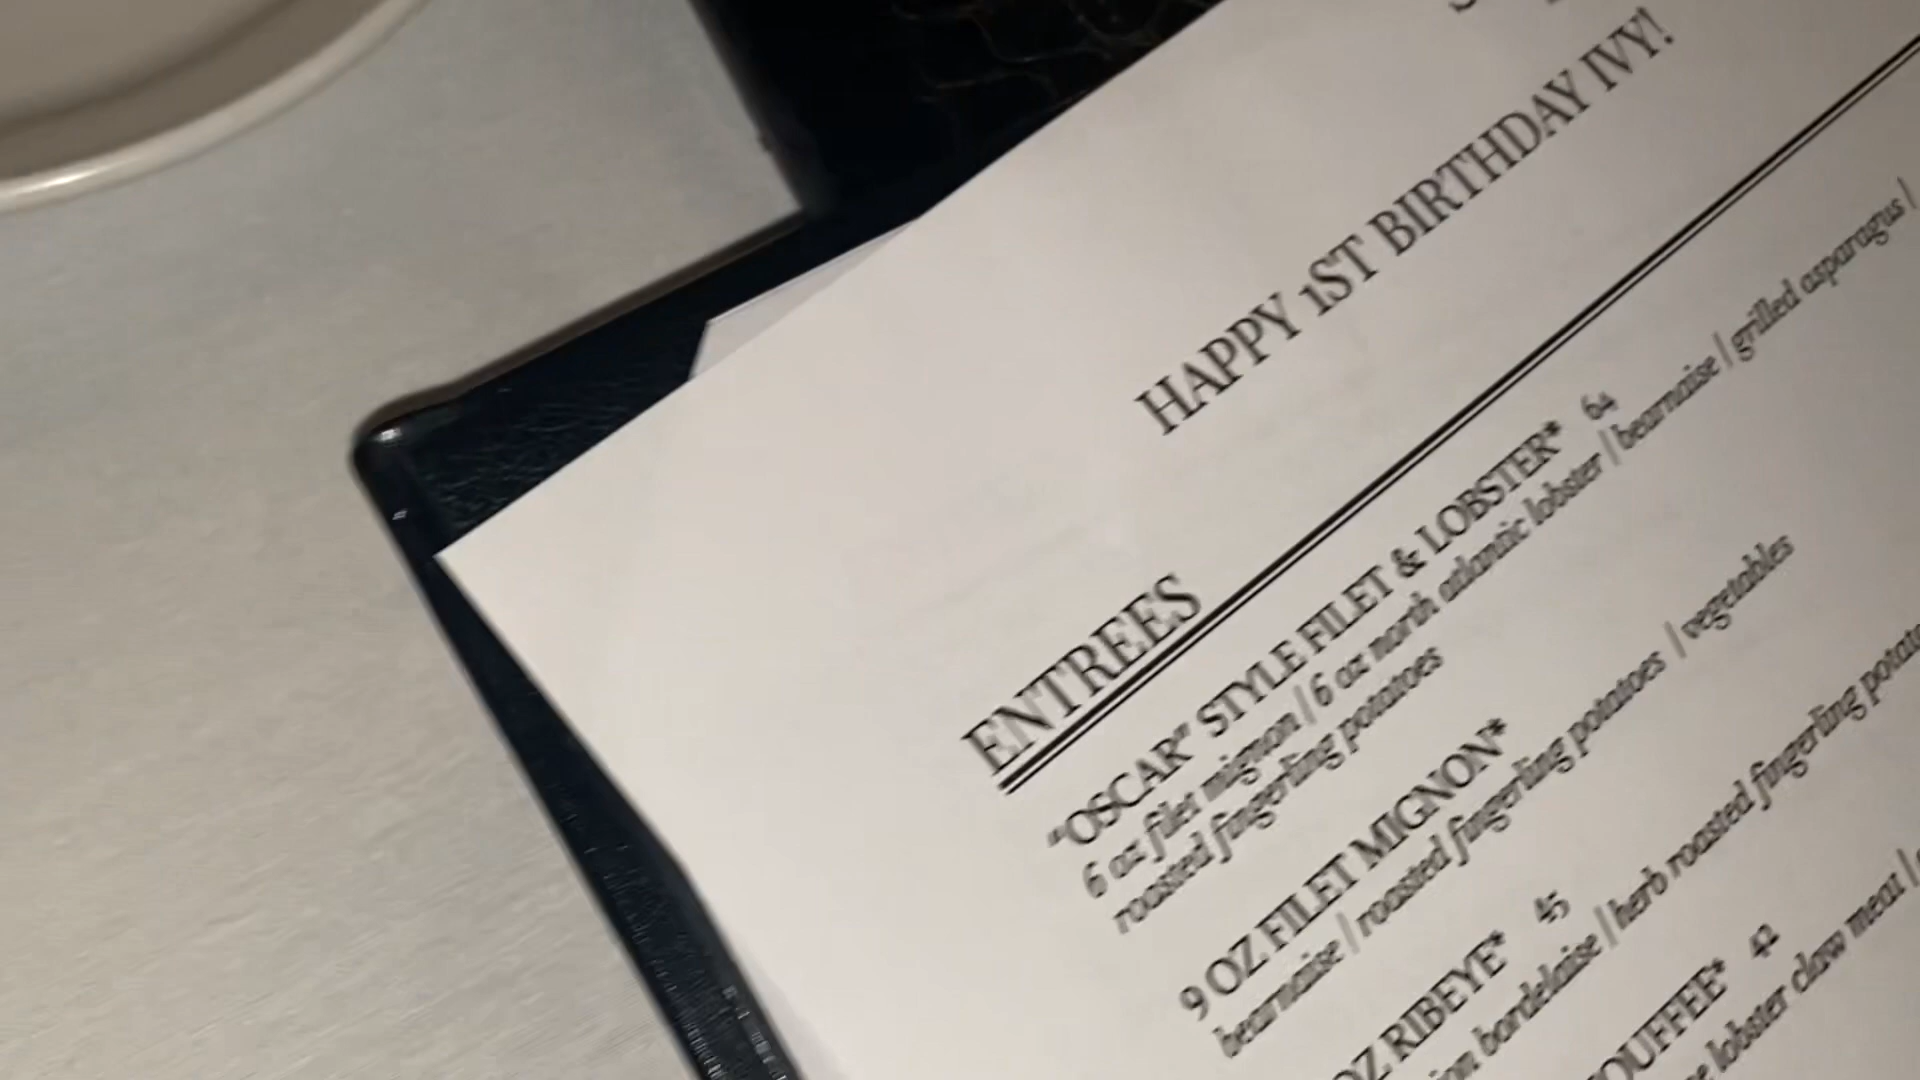 HAPPY 1ST BIRTHDAY IVY!
ENTREES
"OSCAR" STYLE FILET & LOBSTER* 64
6 oz filet mignon | 6 oz north atlantic lobster | bearnaise | grilled asparagus |
roasted fingerling potatoes
9 OZ FILET MIGNON*
bearnaise | roasted fingerling potatoes | vegetables
OZ RIBEYE* 45
bordelaise | herb roasted fingerling
42
lobster claw meat |